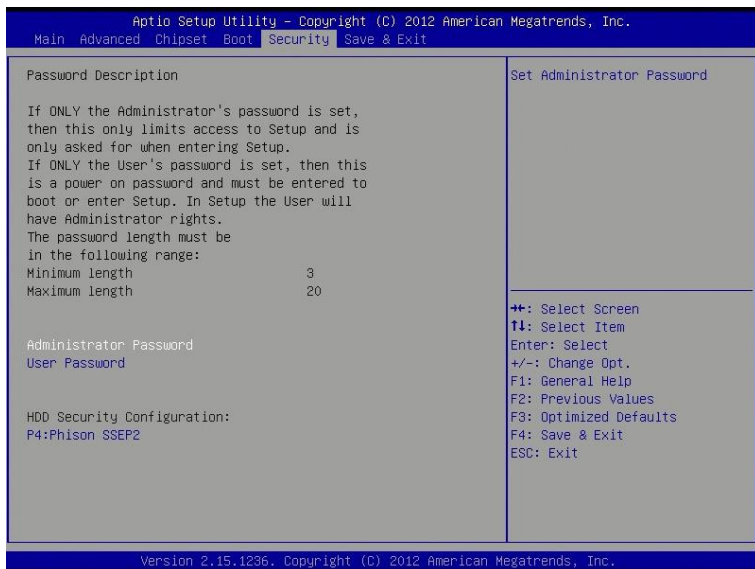 Aptio Setup Utility - Copyright (C) 2012 American Megatrends, Inc.
Main Advanced Chipset Boot Security Save & Exit
Password Description
If ONLY the Administrator's password is set,
then this only limits access to Setup and is
only asked for when entering Setup.
If ONLY the User's password is set, then this
is a power on password and must be entered to
boot or enter Setup. In Setup the User will
have Administrator rights.
The password length must be
in the following range:
Minimum length 3
Maximum length 20
Administrator Password
User Password
HDD Security Configuration:
P4:Phison SSEP2
Set Administrator Password
→←: Select Screen
↑↓: Select Item
Enter: Select
+/-: Change Opt.
F1: General Help
F2: Previous Values
F3: Optimized Defaults
F4: Save & Exit
ESC: Exit
Version 2.15.1236. Copyright (C) 2012 American Megatrends, Inc.